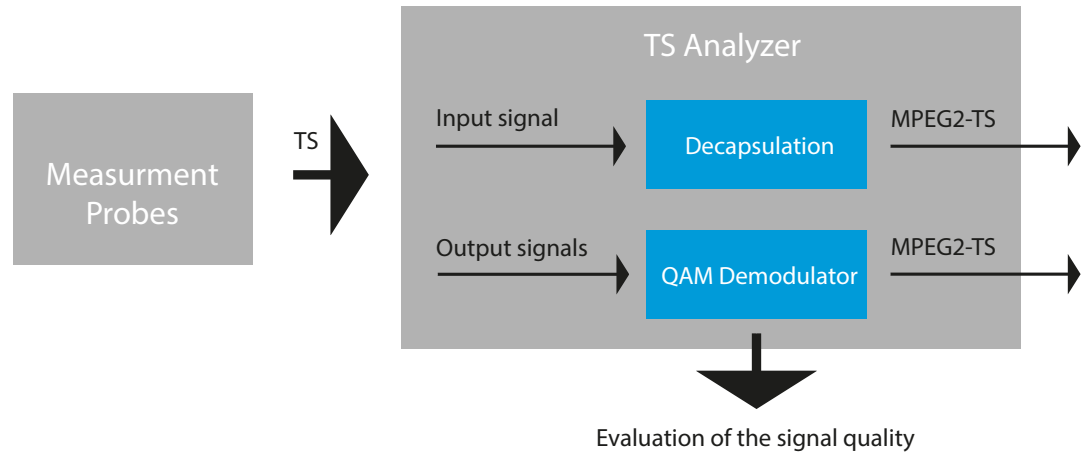 TS Analyzer
Measurment
Probes
TS
Input signal
Decapsulation
MPEG2-TS
Output signals
QAM Demodulator
MPEG2-TS
Evaluation of the signal quality